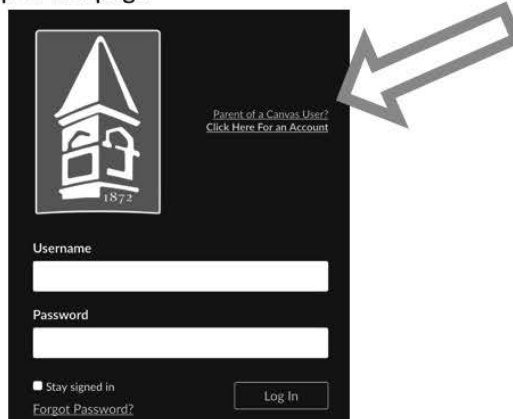 Parent of a Canvas User?
Click Here For an Account
1872
Username
Password
Stay signed in
Forgot Password?
Log In